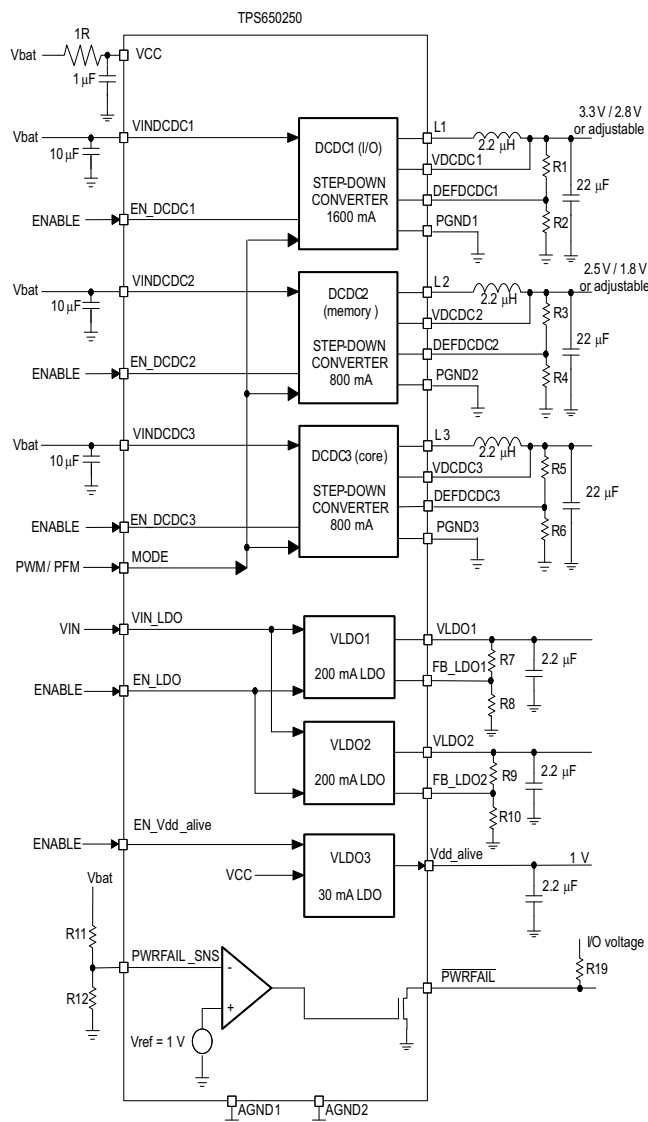 TPS650250
1R
Vbat
VCC
1 µF
Vbat
VINDCDC1
10 µF
ENABLE
EN_DCDC1
DCDC1 (I/O)
STEP-DOWN
CONVERTER
1600 mA
L1
2.2 µH
3.3 V / 2.8 V
or adjustable
VDCDC1
R1
DEFDCDC1
22
µF
R2
PGND1
Vbat
VINDCDC2
10 µF
ENABLE
EN_DCDC2
DCDC2
(memory )
STEP-DOWN
CONVERTER
800 mA
L2
2.2 µH
2.5 V / 1.8 V
or adjustable
VDCDC2
R3
DEFDCDC2
22 µF
R4
PGND2
Vbat
VINDCDC3
10 µF
ENABLE
EN_DCDC3
PWM / PFM
MODE
DCDC3 (core)
STEP-DOWN
CONVERTER
800 mA
L3
2.2 µH
VDCDC3
R5
DEFDCDC3
22 µF
R6
PGND3
VIN
VIN_LDO
ENABLE
EN_LDO
VLDO1
200 mA LDO
VLDO1
R7
2.2 µF
FB_LDO1
R8
VLDO2
200 mA LDO
VLDO2
R9
2.2 µF
FB_LDO2
R10
ENABLE
EN_Vdd_alive
VCC
VLDO3
30 mA LDO
Vdd_alive
1 V
2.2 µF
Vbat
R11
PWRFAIL_SNS
R12
-
+
Vref = 1 V
PWRFAIL
I/O voltage
R19
AGND1
AGND2